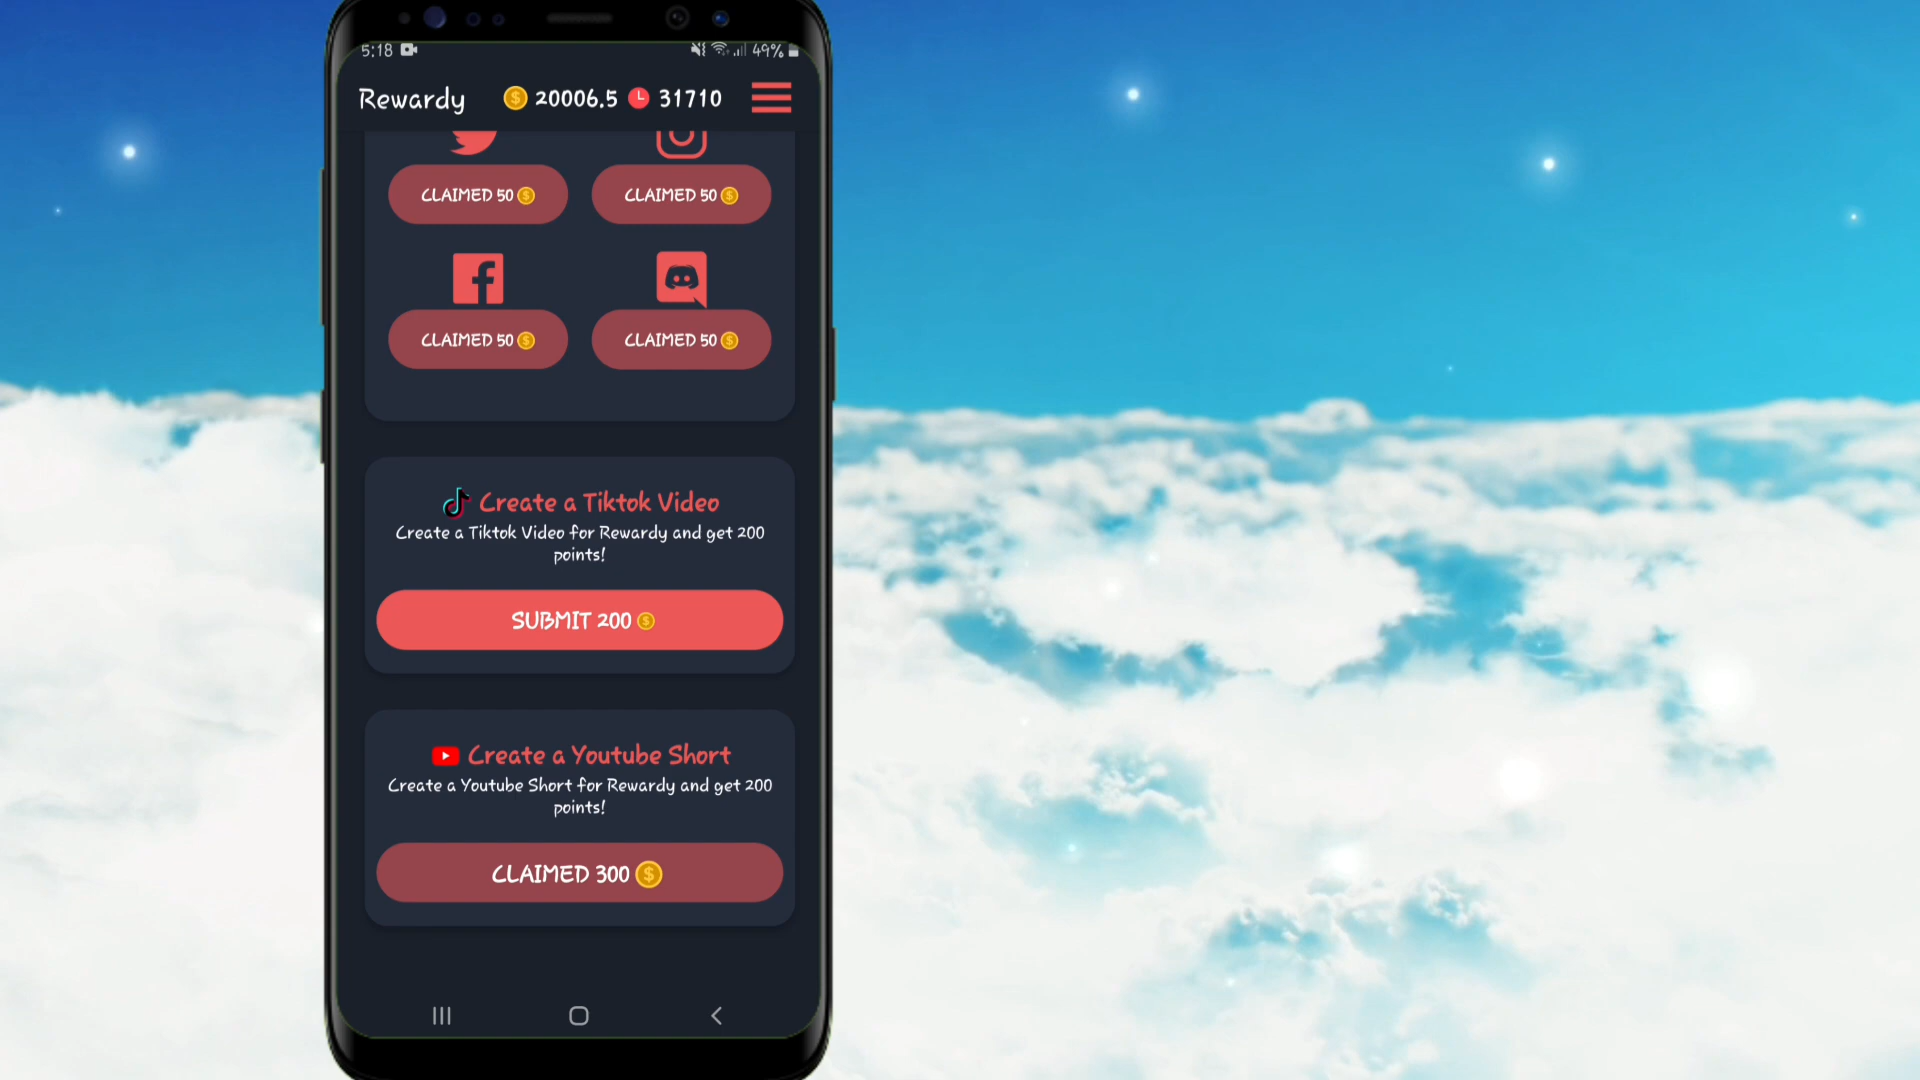 5:18 49%
Rewardy 20006.5 31710
CLAIMED 50 CLAIMED 50
CLAIMED 50 CLAIMED 50
Create a Tiktok Video
Create a Tiktok Video for Rewardy and get 200
points!
SUBMIT 200
Create a Youtube Short
Create a Youtube Short for Rewardy and get 200
points!
CLAIMED 300